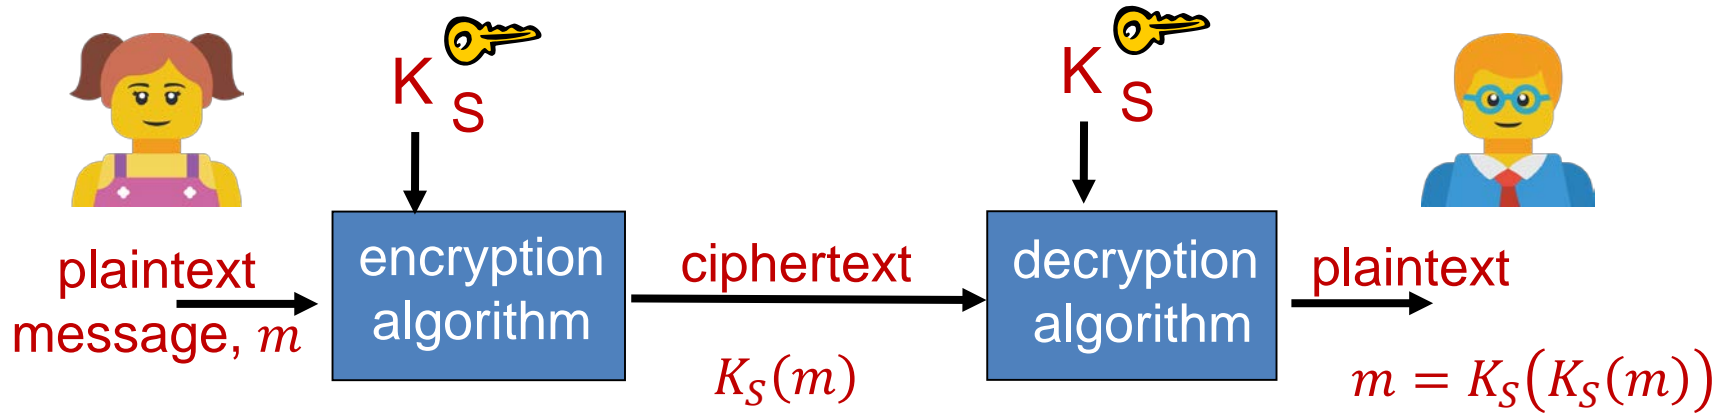 K S
K S
plaintext
message, m
encryption
algorithm
ciphertext
K_S(m)
decryption
algorithm
plaintext
m = K_S(K_S(m))